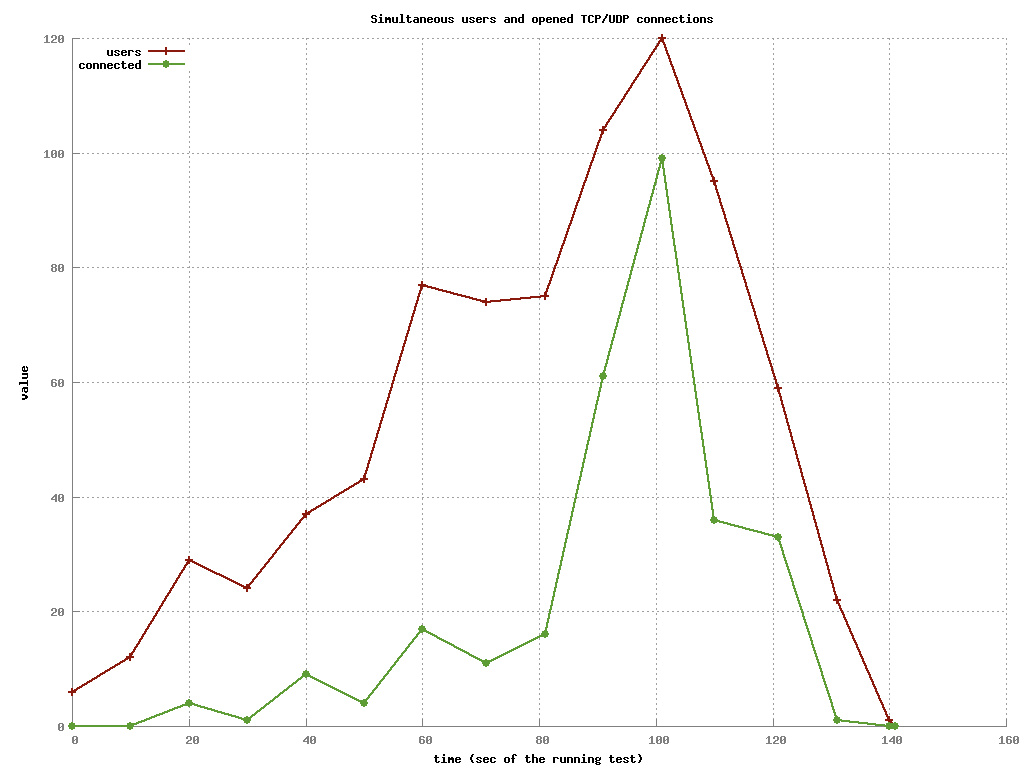 Simultaneous users and opened TCP/UDP connections
users
connected
120
100
80
60
40
20
0
value
0 20 40 60 80 100 120 140 160
time (sec of the running test)